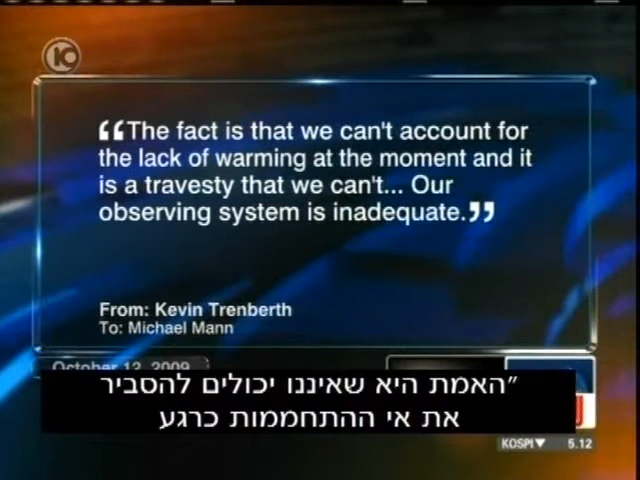 10
“The fact is that we can't account for
the lack of warming at the moment and it
is a travesty that we can't... Our
observing system is inadequate.”
From: Kevin Trenberth
To: Michael Mann
October 12, 2009
"האמת היא שאיננו יכולים להסביר
את אי ההתחממות כרגע
KOSPI▼ 5.12